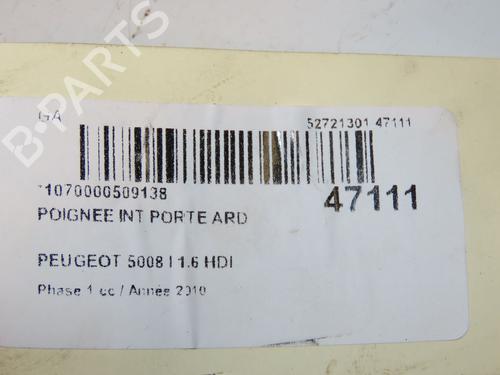 GA
52721301 47111
*1070000509138
47111
POIGNEE INT PORTE ARD
PEUGEOT 5008 I 1.6 HDI
Phase 1 cc / Année 2010
B-PARTS